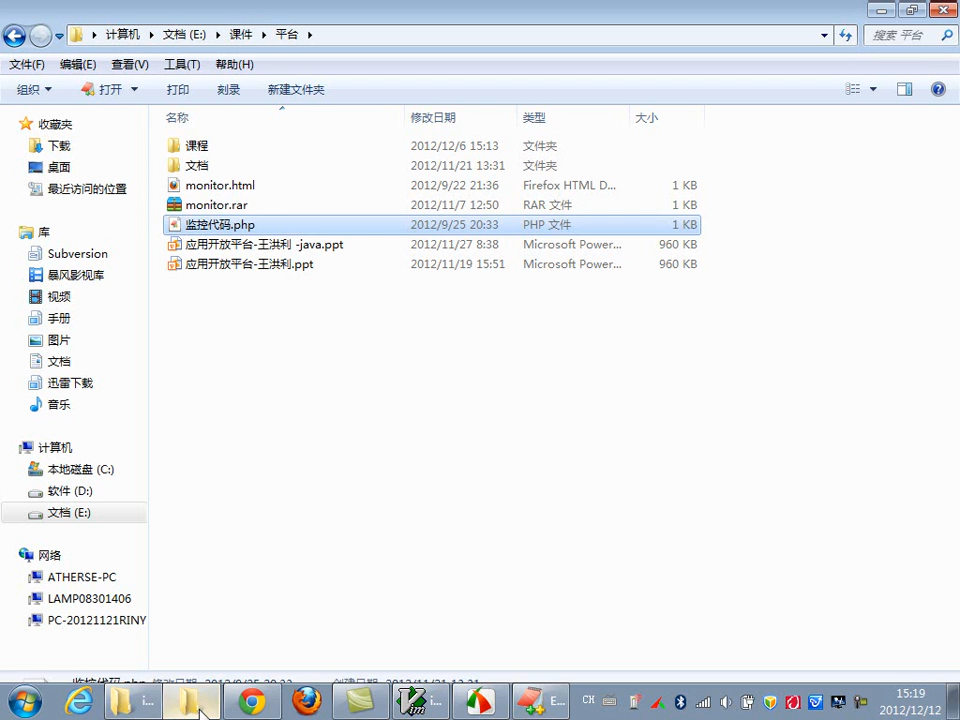 计算机 文档 (E:) 课件 平台
搜索 平台
文件(F) 编辑(E) 查看(V) 工具(T) 帮助(H)
组织 打开 打印 刻录 新建文件夹
名称 修改日期 类型 大小
收藏夹
下载
桌面
最近访问的位置
库
Subversion
暴风影视库
视频
手册
图片
文档
迅雷下载
音乐
计算机
本地磁盘 (C:)
软件 (D:)
文档 (E:)
网络
ATHERSE-PC
LAMP08301406
PC-20121121RINY
课程 2012/12/6 15:13 文件夹
文档 2012/11/21 13:31 文件夹
monitor.html 2012/9/22 21:36 Firefox HTML D... 1 KB
monitor.rar 2012/11/7 12:50 RAR 文件 1 KB
监控代码.php 2012/9/25 20:33 PHP 文件 1 KB
应用开放平台-王洪利 -java.ppt 2012/11/27 8:38 Microsoft Power... 960 KB
应用开放平台-王洪利.ppt 2012/11/19 15:51 Microsoft Power... 960 KB
i... i... E... CH
15:19
2012/12/12